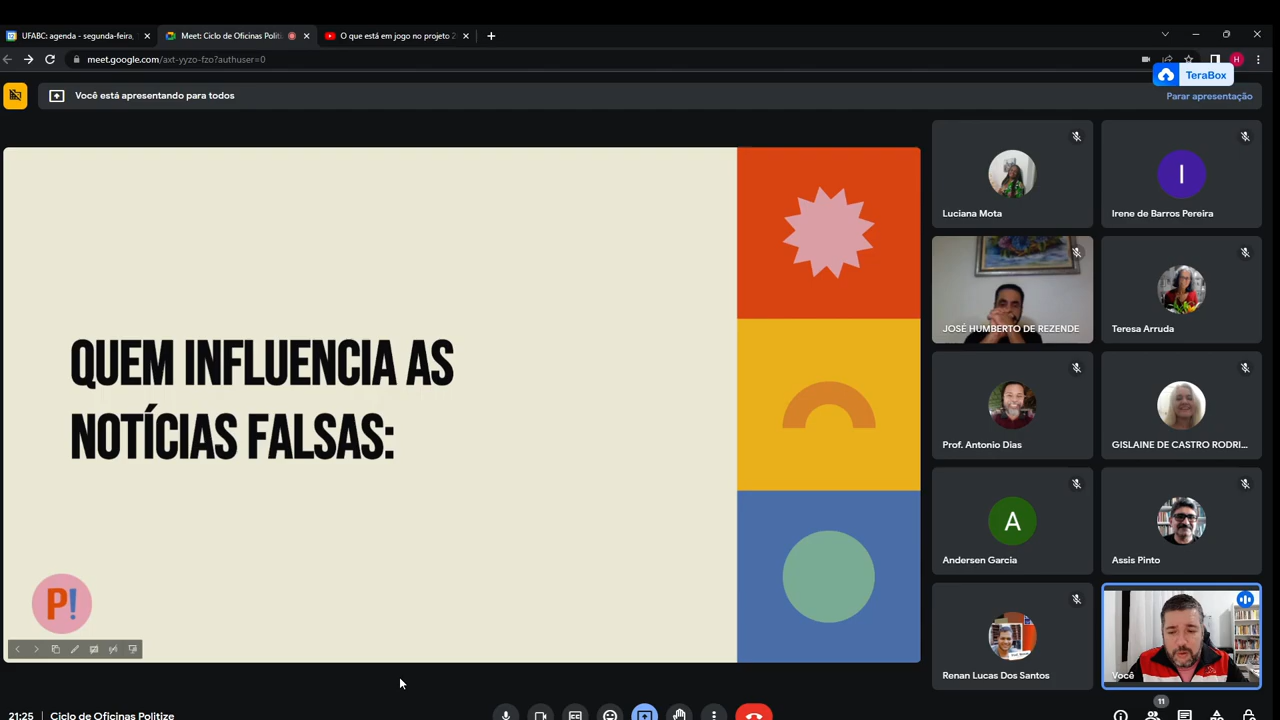 UFABC: agenda - segunda-feira,
Meet: Ciclo de Oficinas Politi
O que está em jogo no projeto 2
meet.google.com/axt-yyzo-fzo?authuser=0
H
TeraBox
Você está apresentando para todos
Parar apresentação
QUEM INFLUENCIA AS
NOTÍCIAS FALSAS:
P!
Luciana Mota
I
Irene de Barros Pereira
JOSÉ HUMBERTO DE REZENDE
Teresa Arruda
Prof. Antonio Dias
GISLAINE DE CASTRO RODRI...
A
Andersen Garcia
Assis Pinto
Renan Lucas Dos Santos
Você
11
21:25 | Ciclo de Oficinas Politize